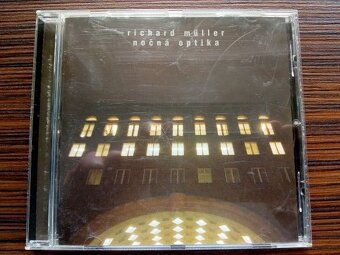 richard müller
nočná optika